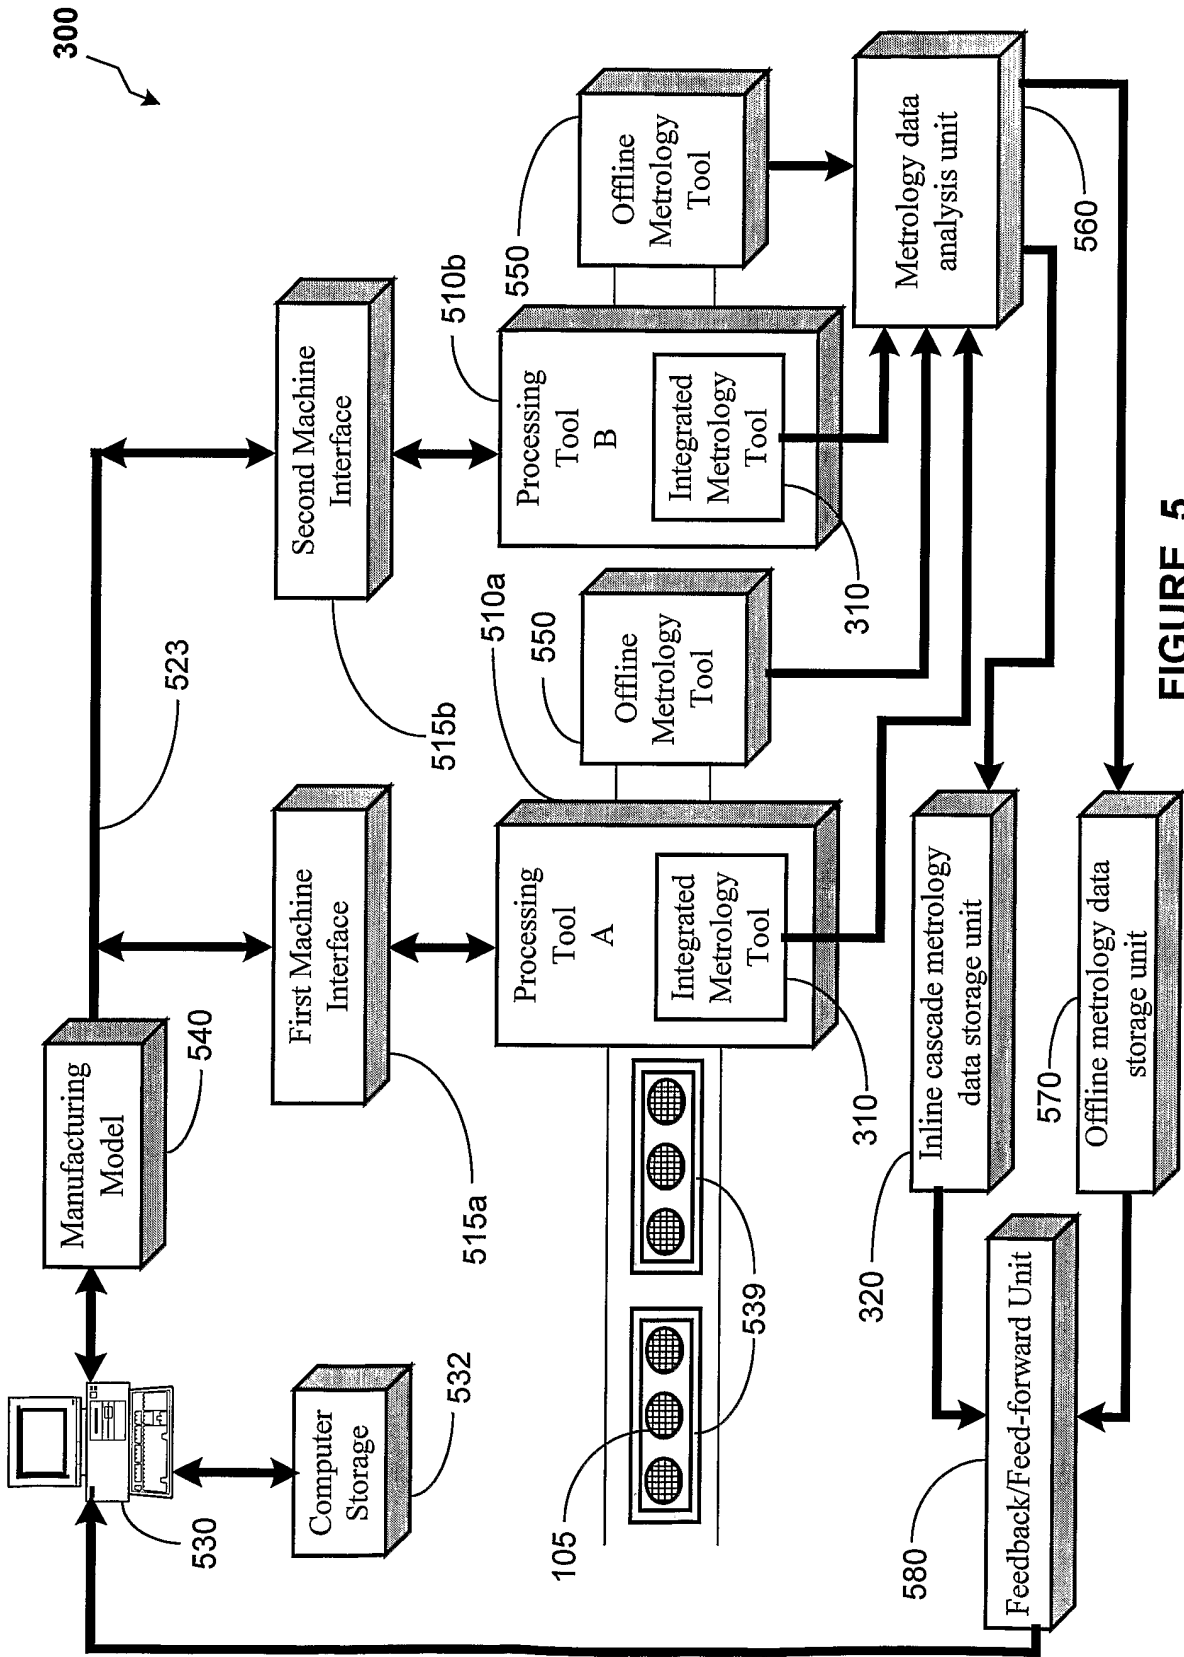 300
530
Computer
Storage
532
Manufacturing
Model
540
523
First Machine
Interface
515a
Second Machine
Interface
515b
105
539
Processing
Tool
A
510a
Integrated
Metrology
Tool
310
Offline
Metrology
Tool
550
Processing
Tool
B
510b
Integrated
Metrology
Tool
310
Offline
Metrology
Tool
550
Metrology data
analysis unit
560
Inline cascade metrology
data storage unit
320
Offline metrology data
storage unit
570
Feedback/Feed-forward Unit
580
FIGURE 5